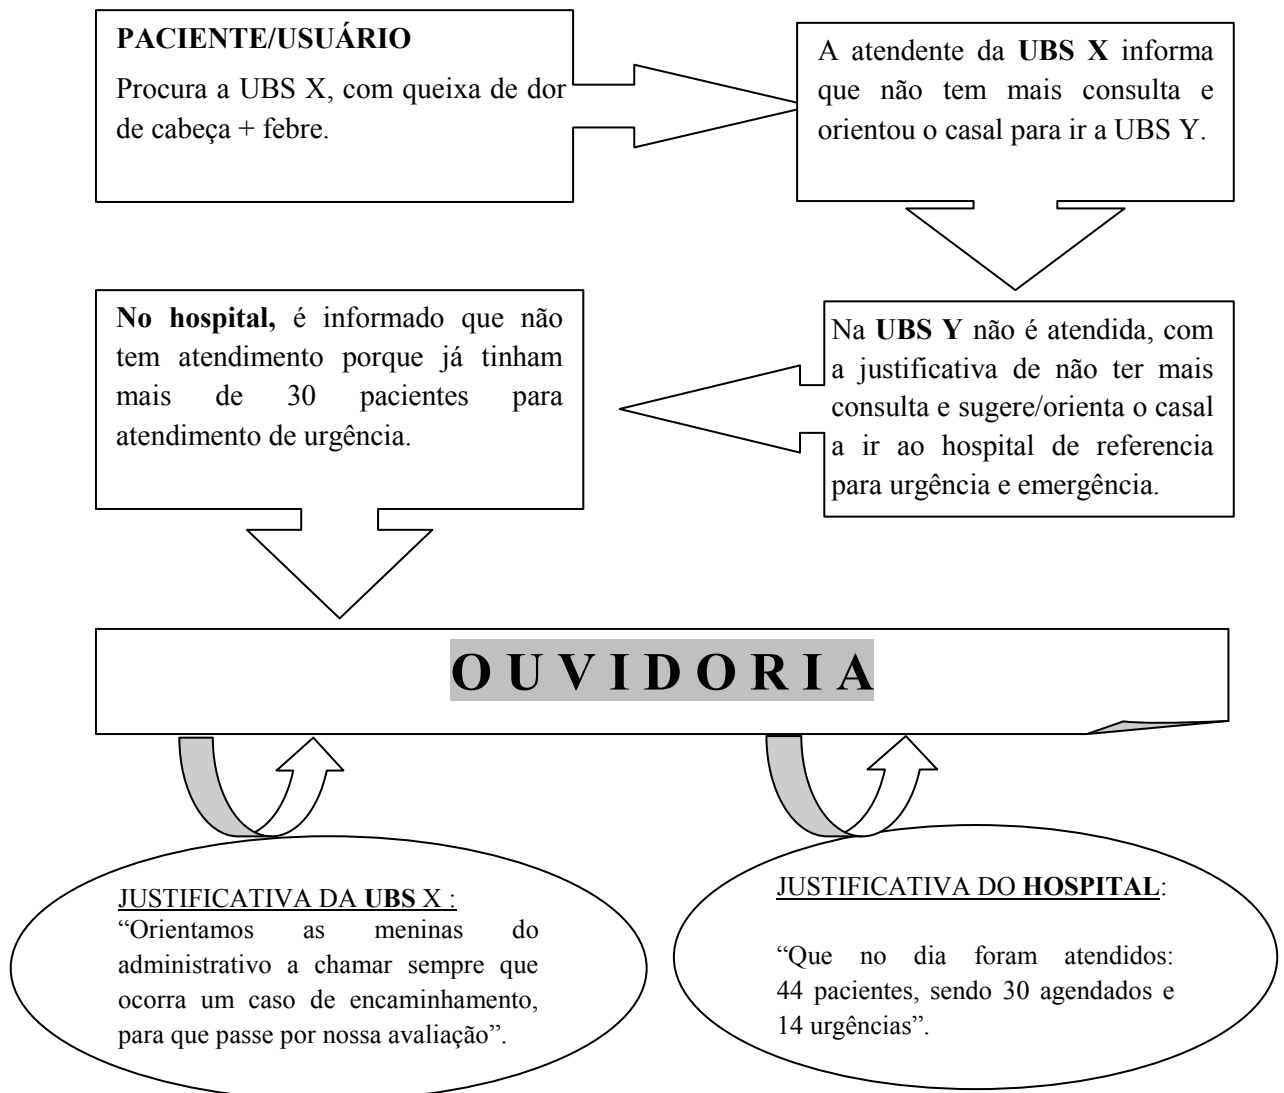 PACIENTE/USUÁRIO
Procura a UBS X, com queixa de dor
de cabeça + febre.
A atendente da UBS X informa
que não tem mais consulta e
orientou o casal para ir a UBS Y.
Na UBS Y não é atendida, com
a justificativa de não ter mais
consulta e sugere/orienta o casal
a ir ao hospital de referencia
para urgência e emergência.
No hospital, é informado que não
tem atendimento porque já tinham
mais de 30 pacientes para
atendimento de urgência.
O U V I D O R I A
JUSTIFICATIVA DA UBS X :
“Orientamos as meninas do
administrativo a chamar sempre que
ocorra um caso de encaminhamento,
para que passe por nossa avaliação”.
JUSTIFICATIVA DO HOSPITAL:
“Que no dia foram atendidos:
44 pacientes, sendo 30 agendados e
14 urgências”.